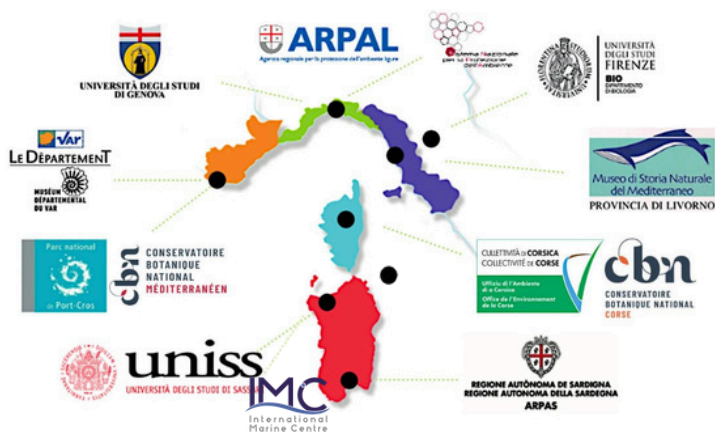 UNIVERSITÀ DEGLI STUDI
DI GENOVA
ARPAL
Agenzia regionale per la protezione dell'ambiente ligure
Sistema Nazionale
per la Protezione
dell'Ambiente
UNIVERSITÀ
DEGLI STUDI
FIRENZE
BIO
DIPARTIMENTO
DI BIOLOGIA
VAR
LE DÉPARTEMENT
MUSÉUM
DÉPARTEMENTAL
DU VAR
Museo di Storia Naturale
del Mediterraneo
PROVINCIA DI LIVORNO
Parc national
de Port-Cros
cbn
CONSERVATOIRE
BOTANIQUE
NATIONAL
MÉDITERRANÉEN
CULLETTIVITÀ DI CORSICA
COLLECTIVITÉ DE CORSE
Uffiziu di l'Ambiente
di a Corsica
Office de l'Environnement
de la Corse
cbn
CONSERVATOIRE
BOTANIQUE NATIONAL
CORSE
uniss
UNIVERSITÀ DEGLI STUDI DI SASSARI
IMC
International
Marine Centre
REGIONE AUTÒNOMA DE SARDIGNA
REGIONE AUTONOMA DELLA SARDEGNA
ARPAS